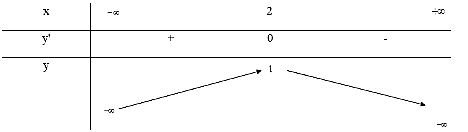 x −∞ 2 +∞
y' + 0 -
y 1
−∞ −∞